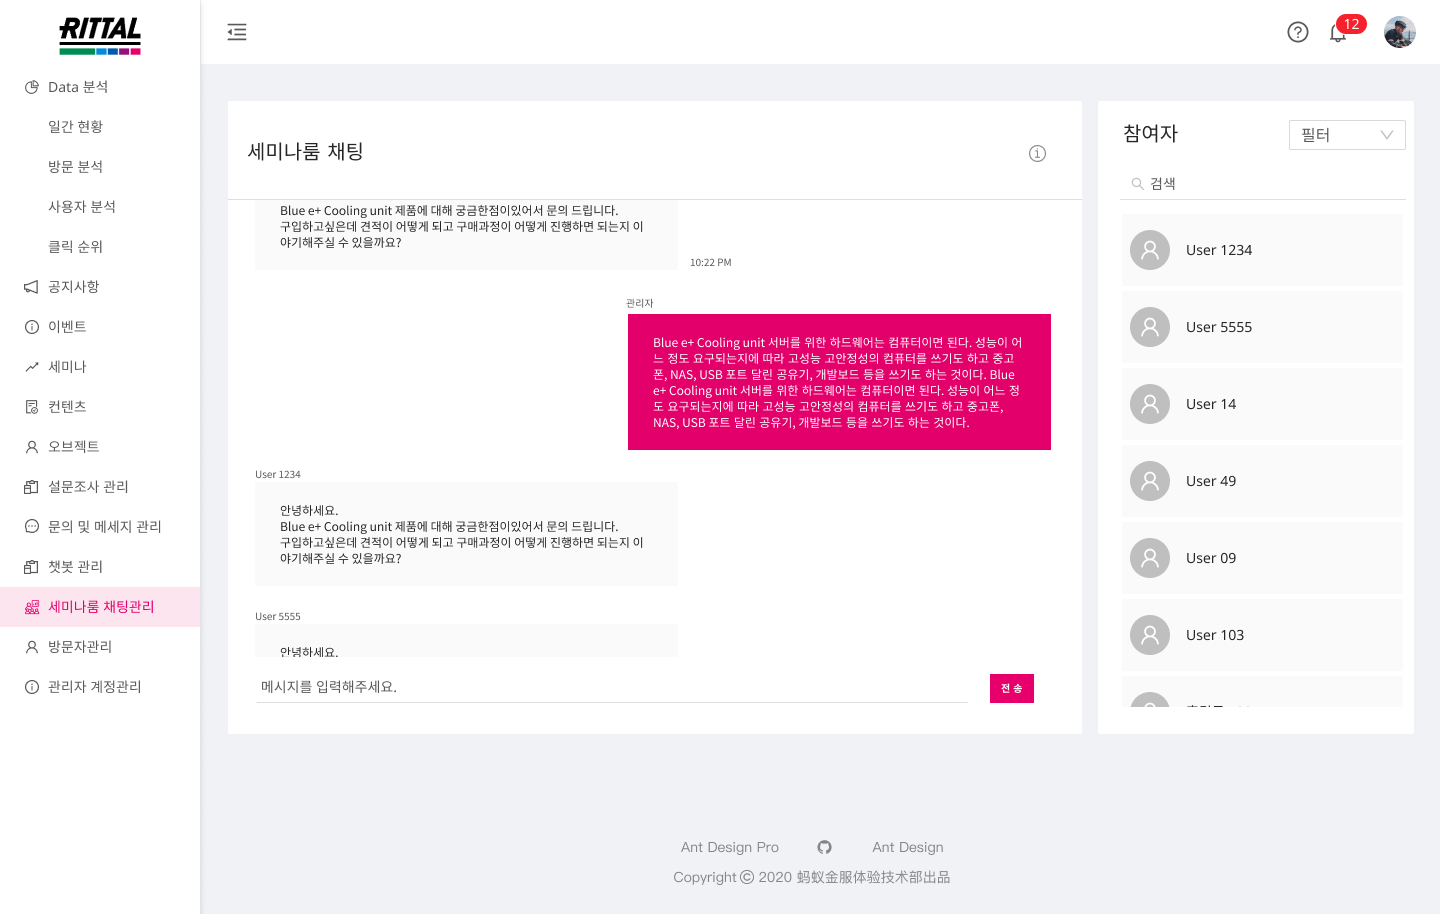 RITTAL
12
Data 분석
일간 현황
방문 분석
사용자 분석
클릭 순위
공지사항
이벤트
세미나
컨텐츠
오브젝트
설문조사 관리
문의 및 메세지 관리
챗봇 관리
세미나룸 채팅관리
방문자관리
관리자 계정관리
세미나룸 채팅
Blue e+ Cooling unit 제품에 대해 궁금한점이있어서 문의 드립니다.
구입하고싶은데 견적이 어떻게 되고 구매과정이 어떻게 진행하면 되는지 이
야기해주실 수 있을까요?
10:22 PM
관리자
Blue e+ Cooling unit 서버를 위한 하드웨어는 컴퓨터이면 된다. 성능이 어
느 정도 요구되는지에 따라 고성능 고안정성의 컴퓨터를 쓰기도 하고 중고
폰, NAS, USB 포트 달린 공유기, 개발보드 등을 쓰기도 하는 것이다. Blue
e+ Cooling unit 서버를 위한 하드웨어는 컴퓨터이면 된다. 성능이 어느 정
도 요구되는지에 따라 고성능 고안정성의 컴퓨터를 쓰기도 하고 중고폰,
NAS, USB 포트 달린 공유기, 개발보드 등을 쓰기도 하는 것이다.
User 1234
안녕하세요.
Blue e+ Cooling unit 제품에 대해 궁금한점이있어서 문의 드립니다.
구입하고싶은데 견적이 어떻게 되고 구매과정이 어떻게 진행하면 되는지 이
야기해주실 수 있을까요?
User 5555
안녕하세요.
메시지를 입력해주세요.
전 송
참여자
필터
검색
User 1234
User 5555
User 14
User 49
User 09
User 103
Ant Design Pro
Ant Design
Copyright © 2020 蚂蚁金服体验技术部出品